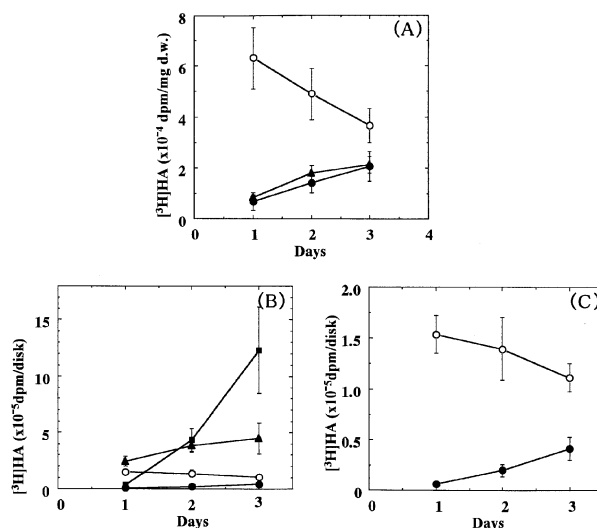 (A)
[³H]HA (x10⁻⁴ dpm/mg d.w.)
8
6
4
2
0
0 1 2 3 4
Days
(B)
[³H]HA (x10⁻⁵dpm/disk)
15
10
5
0
0 1 2 3
Days
(C)
[³H]HA (x10⁻⁵dpm/disk)
2.0
1.5
1.0
0.5
0
0 1 2 3
Days